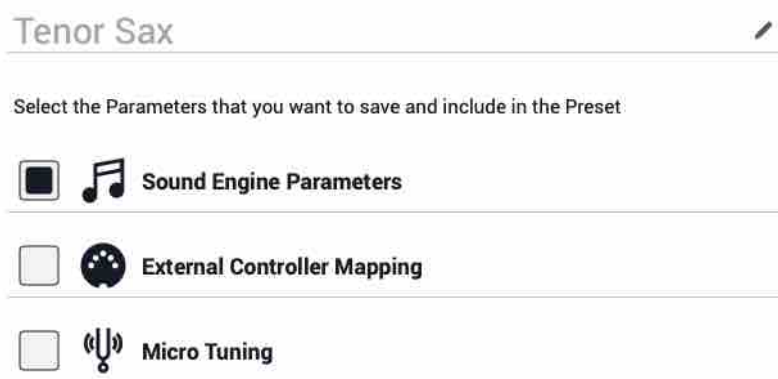 Tenor Sax
Select the Parameters that you want to save and include in the Preset
Sound Engine Parameters
External Controller Mapping
Micro Tuning